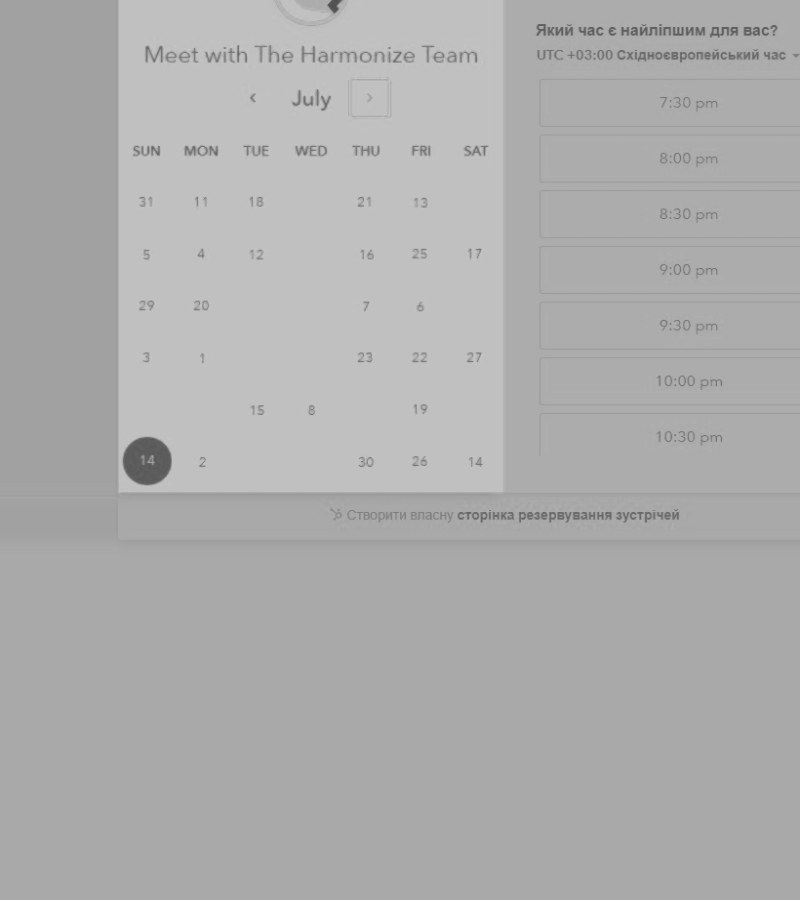 Meet with The Harmonize Team
‹ July ›
SUN MON TUE WED THU FRI SAT
31 11 18 21 13
5 4 12 16 25 17
29 20 7 6
3 1 23 22 27
15 8 19
14 2 30 26 14
Який час є найліпшим для вас?
UTC +03:00 Східноєвропейський час
7:30 pm
8:00 pm
8:30 pm
9:00 pm
9:30 pm
10:00 pm
10:30 pm
Створити власну сторінка резервування зустрічей